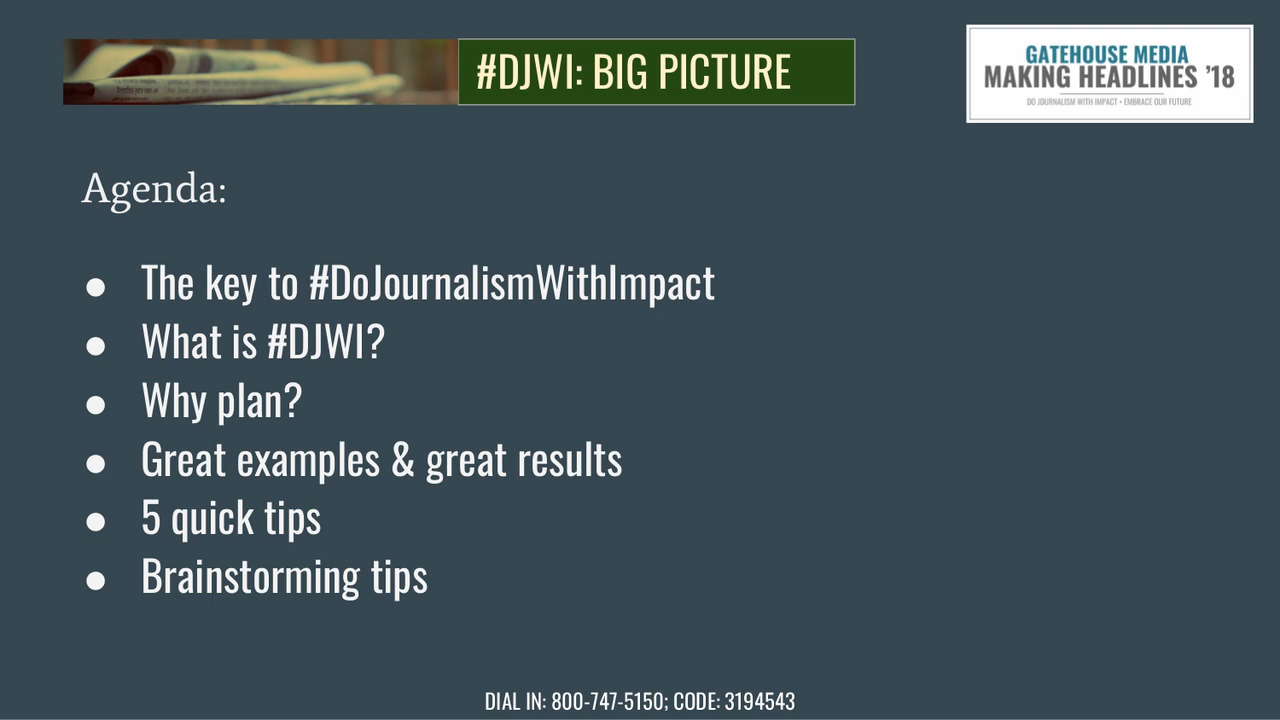 #DJWI: BIG PICTURE
GATEHOUSE MEDIA
MAKING HEADLINES ’18
DO JOURNALISM WITH IMPACT • EMBRACE OUR FUTURE
Agenda:
● The key to #DoJournalismWithImpact
● What is #DJWI?
● Why plan?
● Great examples & great results
● 5 quick tips
● Brainstorming tips
DIAL IN: 800-747-5150; CODE: 3194543